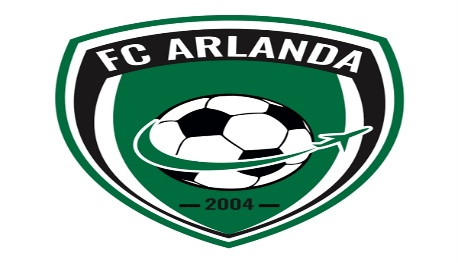 FC ARLANDA
— 2004 —